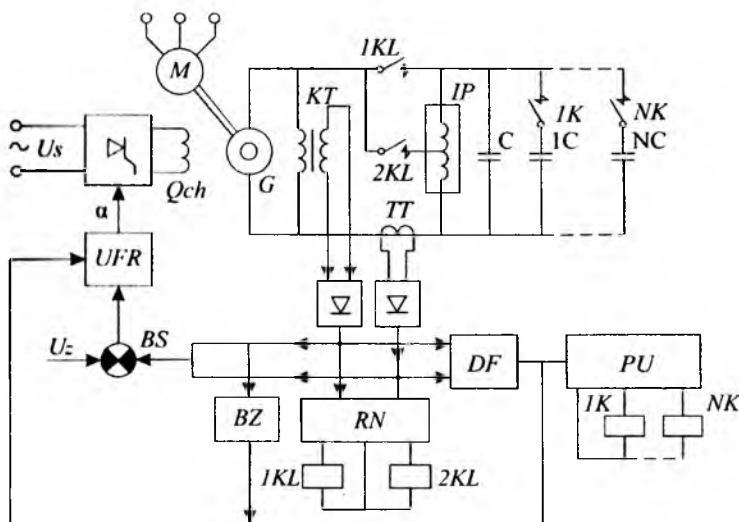 1KL
M
KT
IP
~ Us
1K
NK
C
1C
NC
2KL
Qch
G
TT
α
UFR
Uz
BS
DF
PU
BZ
RN
1K
NK
1KL
2KL